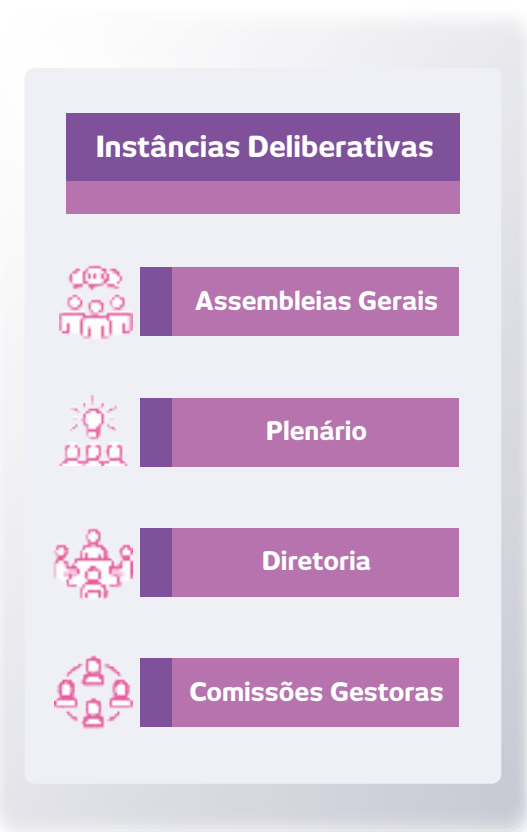 Instâncias Deliberativas
Assembleias Gerais
Plenário
Diretoria
Comissões Gestoras